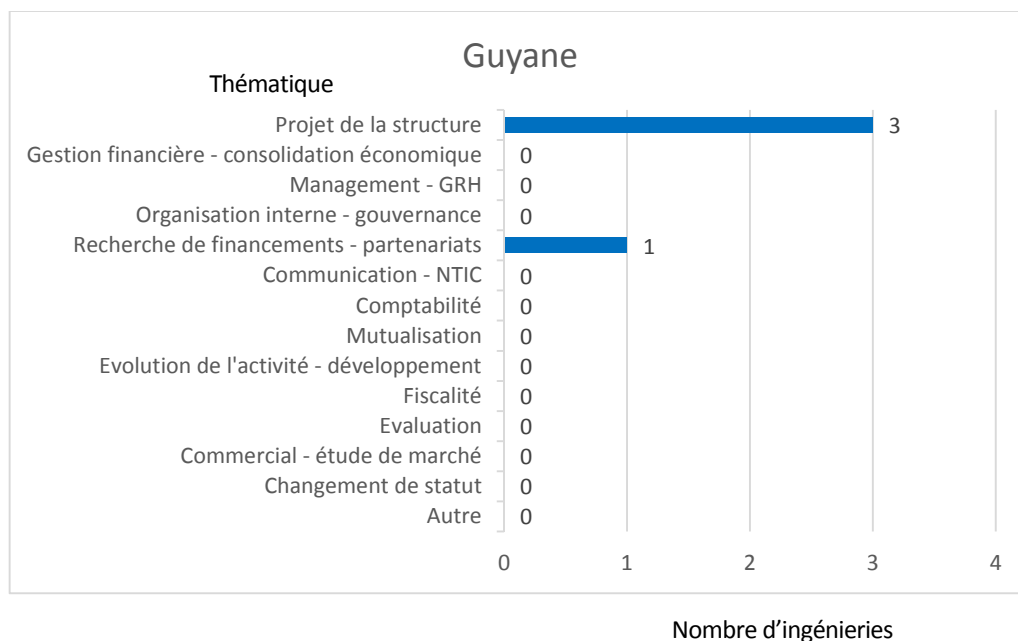 Guyane
Thématique
Projet de la structure 3
Gestion financière - consolidation économique 0
Management - GRH 0
Organisation interne - gouvernance 0
Recherche de financements - partenariats 1
Communication - NTIC 0
Comptabilité 0
Mutualisation 0
Evolution de l'activité - développement 0
Fiscalité 0
Evaluation 0
Commercial - étude de marché 0
Changement de statut 0
Autre 0
0 1 2 3 4
Nombre d'ingénieries